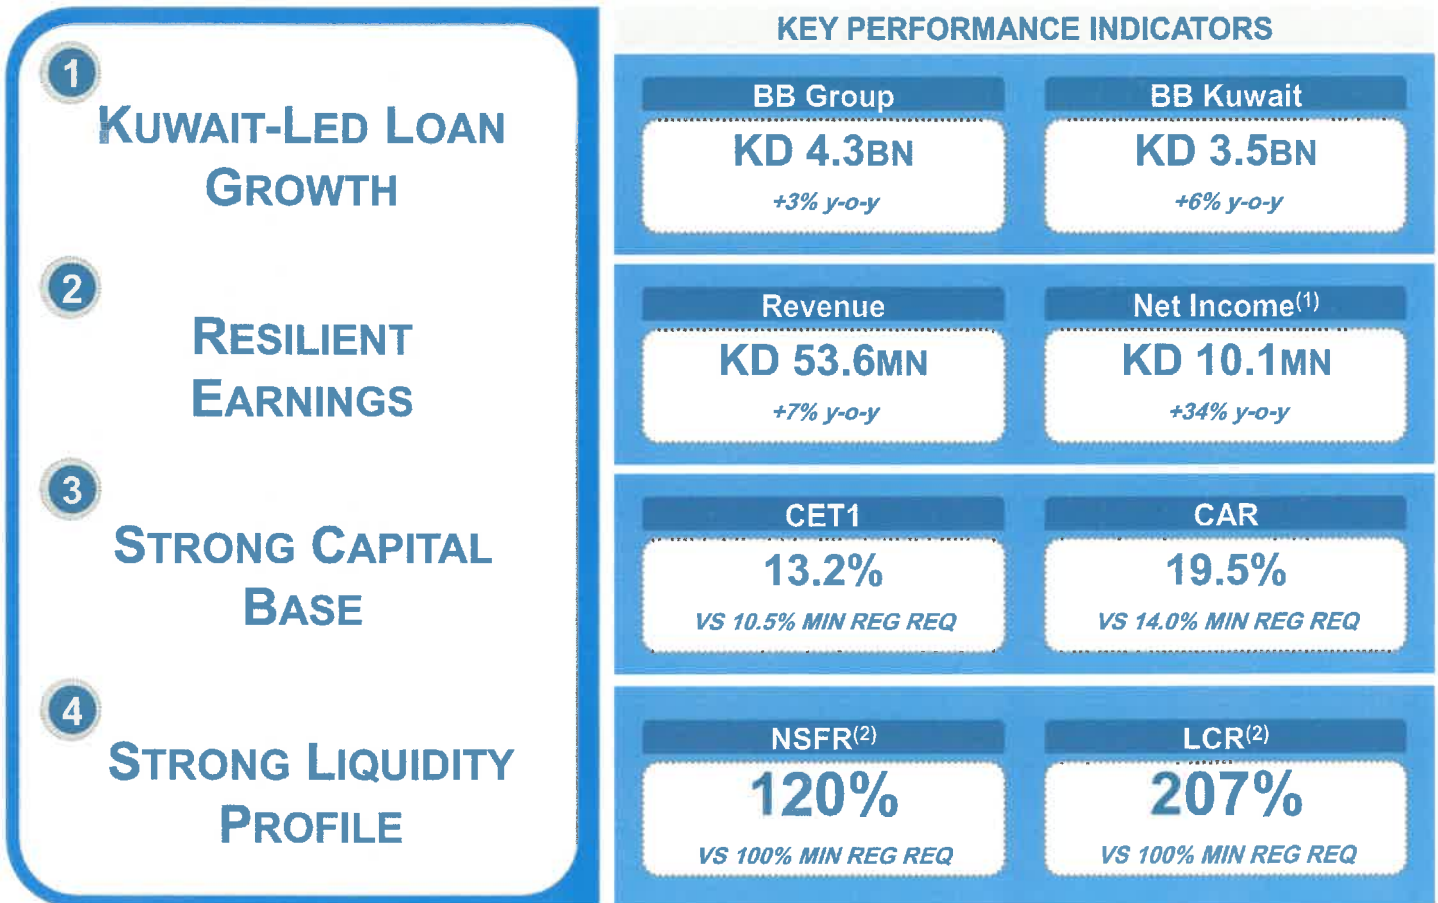 KEY PERFORMANCE INDICATORS
1
KUWAIT-LED LOAN
GROWTH
BB Group
KD 4.3BN
+3% y-o-y
BB Kuwait
KD 3.5BN
+6% y-o-y
2
RESILIENT
EARNINGS
Revenue
KD 53.6MN
+7% y-o-y
Net Income(1)
KD 10.1MN
+34% y-o-y
3
STRONG CAPITAL
BASE
CET1
13.2%
VS 10.5% MIN REG REQ
CAR
19.5%
VS 14.0% MIN REG REQ
4
STRONG LIQUIDITY
PROFILE
NSFR(2)
120%
VS 100% MIN REG REQ
LCR(2)
207%
VS 100% MIN REG REQ